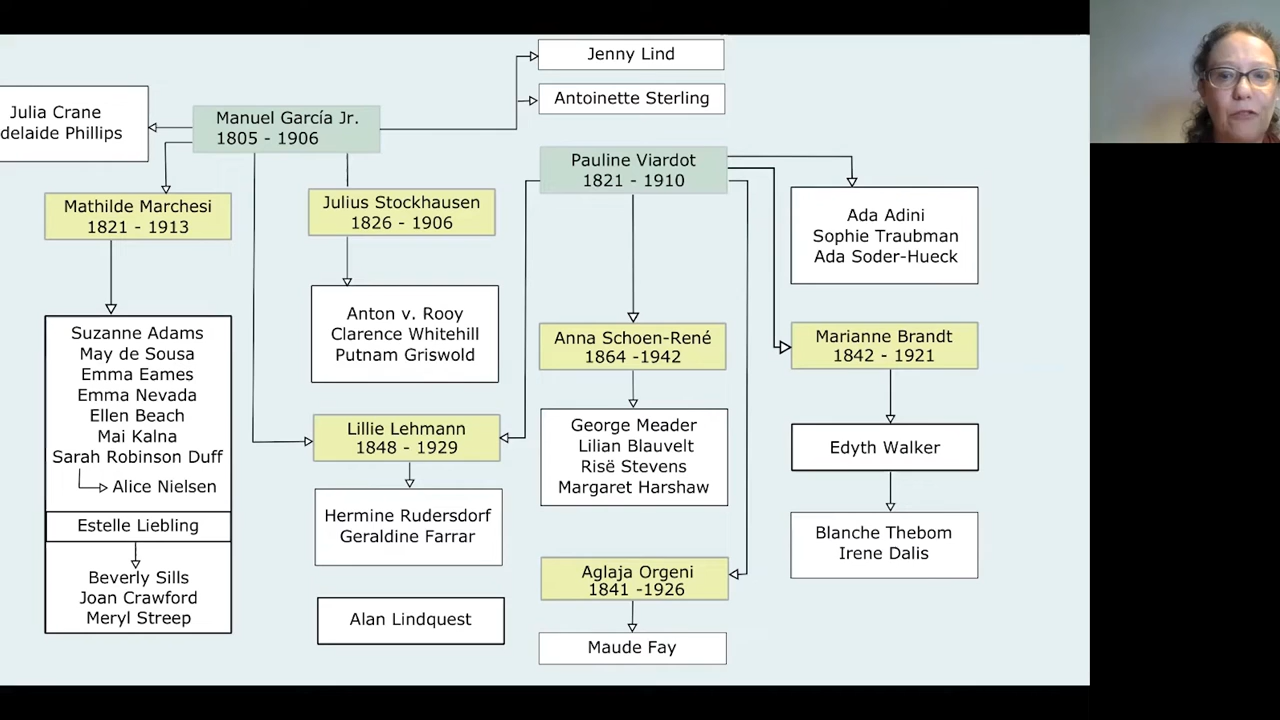 Jenny Lind
Antoinette Sterling
Julia Crane
delaide Phillips
Manuel García Jr.
1805 - 1906
Pauline Viardot
1821 - 1910
Mathilde Marchesi
1821 - 1913
Julius Stockhausen
1826 - 1906
Ada Adini
Sophie Traubman
Ada Soder-Hueck
Anton v. Rooy
Clarence Whitehill
Putnam Griswold
Anna Schoen-René
1864 -1942
Marianne Brandt
1842 - 1921
Suzanne Adams
May de Sousa
Emma Eames
Emma Nevada
Ellen Beach
Mai Kalna
Sarah Robinson Duff
Alice Nielsen
Estelle Liebling
Beverly Sills
Joan Crawford
Meryl Streep
Lillie Lehmann
1848 - 1929
Hermine Rudersdorf
Geraldine Farrar
Alan Lindquest
George Meader
Lilian Blauvelt
Risë Stevens
Margaret Harshaw
Aglaja Orgeni
1841 -1926
Maude Fay
Edyth Walker
Blanche Thebom
Irene Dalis